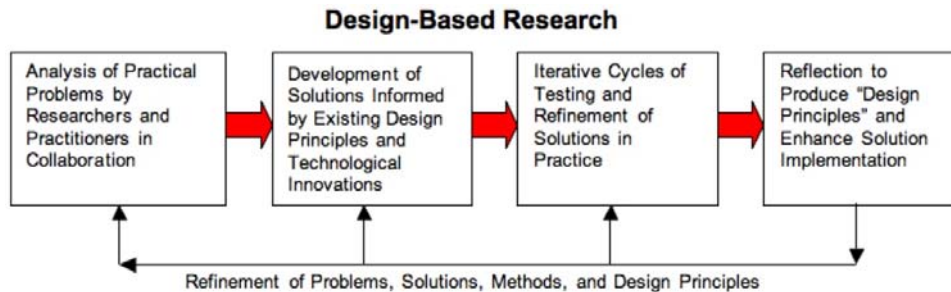 Design-Based Research
Analysis of Practical
Problems by
Researchers and
Practitioners in
Collaboration
Development of
Solutions Informed
by Existing Design
Principles and
Technological
Innovations
Iterative Cycles of
Testing and
Refinement of
Solutions in
Practice
Reflection to
Produce “Design
Principles” and
Enhance Solution
Implementation
Refinement of Problems, Solutions, Methods, and Design Principles